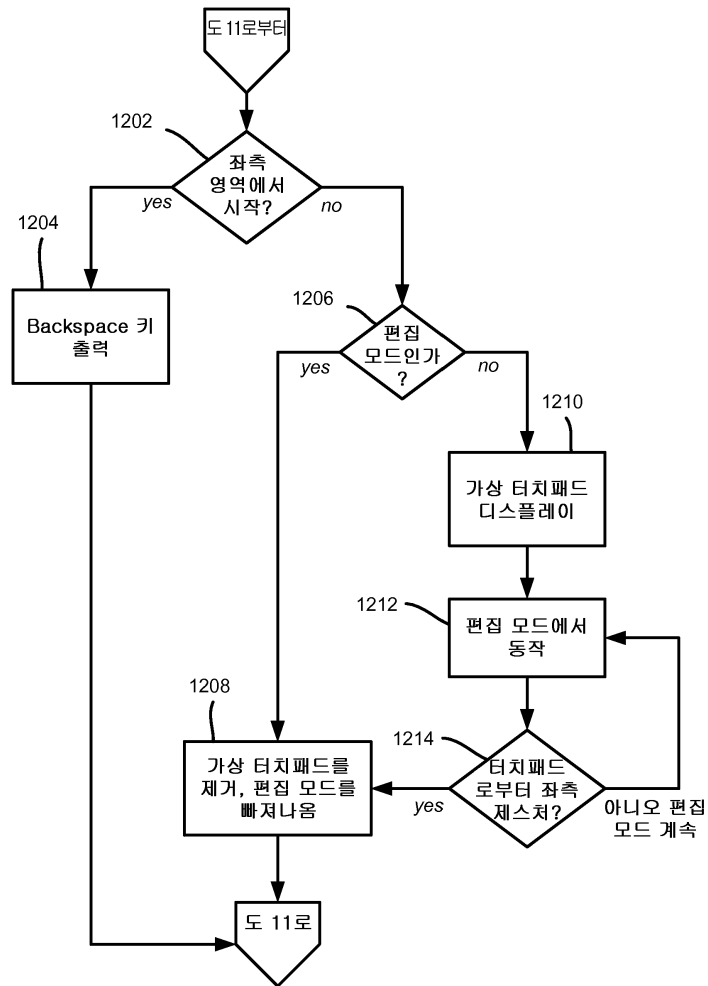 도 11로부터
1202
좌측
영역에서
시작?
yes
no
1204
Backspace 키
출력
1206
편집
모드인가
?
yes
no
1210
가상 터치패드
디스플레이
1212
편집 모드에서
동작
1208
가상 터치패드를
제거, 편집 모드를
빠져나옴
1214
터치패드
로부터 좌측
제스처?
yes
아니오 편집
모드 계속
도 11로